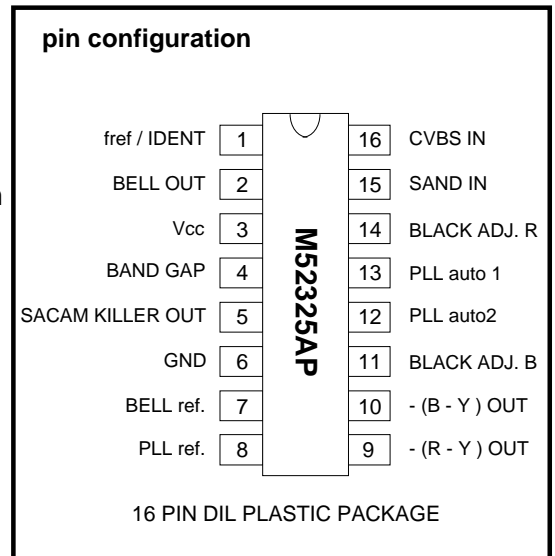 pin configuration
fref / IDENT 1 16 CVBS IN
BELL OUT 2 15 SAND IN
Vcc 3 14 BLACK ADJ. R
BAND GAP 4 13 PLL auto 1
SACAM KILLER OUT 5 12 PLL auto2
GND 6 11 BLACK ADJ. B
BELL ref. 7 10 - (B - Y ) OUT
PLL ref. 8 9 - (R - Y ) OUT
M52325AP
16 PIN DIL PLASTIC PACKAGE